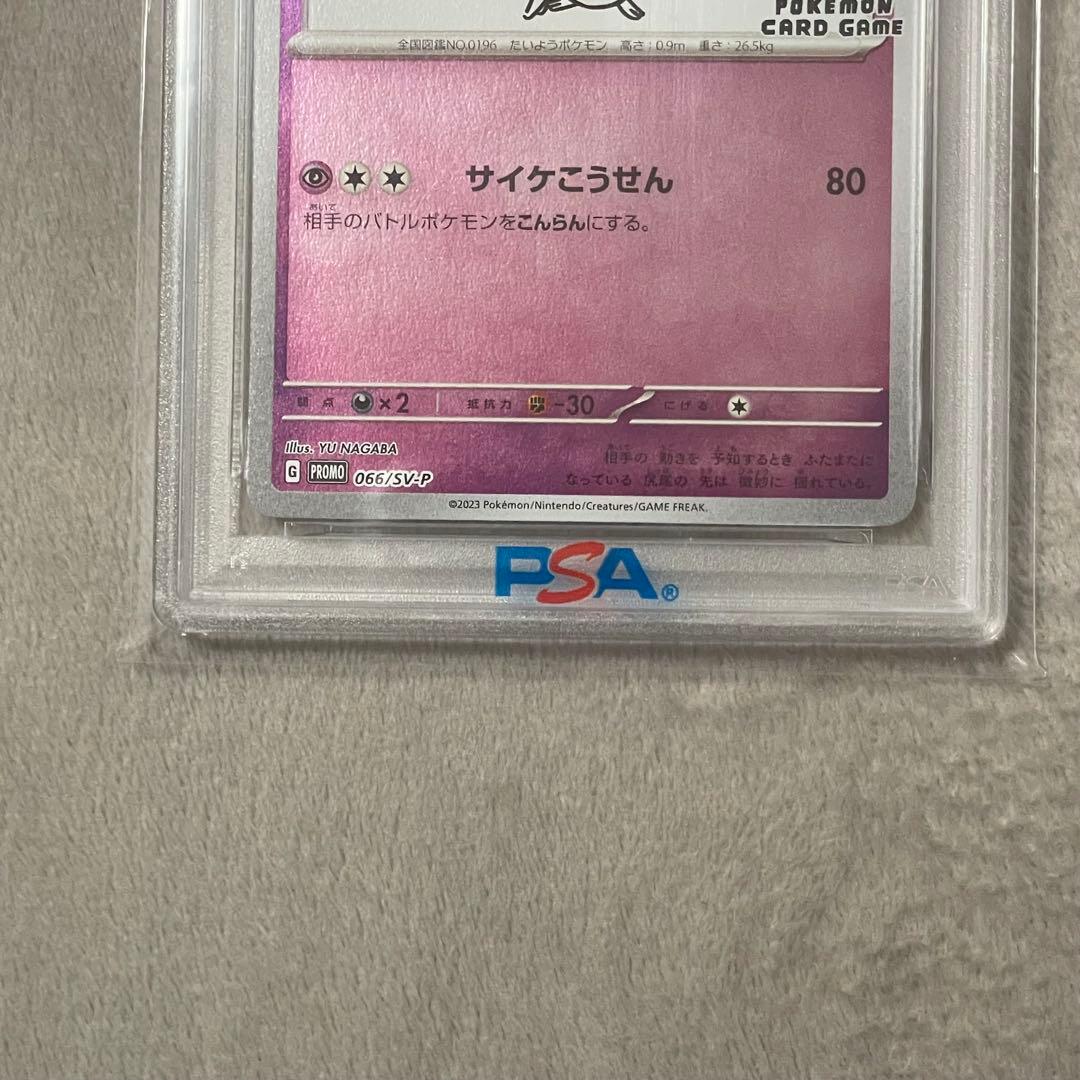 POKÉMON
CARD GAME
全国図鑑NO.0196 たいようポケモン 高さ:0.9m 重さ:26.5kg
サイケこうせん 80
あいて
相手のバトルポケモンをこんらんにする。
弱点 ×2 抵抗力 -30 にげる
Illus. YU NAGABA
相手の 動きを 予知するとき ふたまたに
G PROMO 066/SV-P
なっている 尻尾の 先は 微妙に 揺れている。
©2023 Pokémon/Nintendo/Creatures/GAME FREAK.
PSA®
PSA